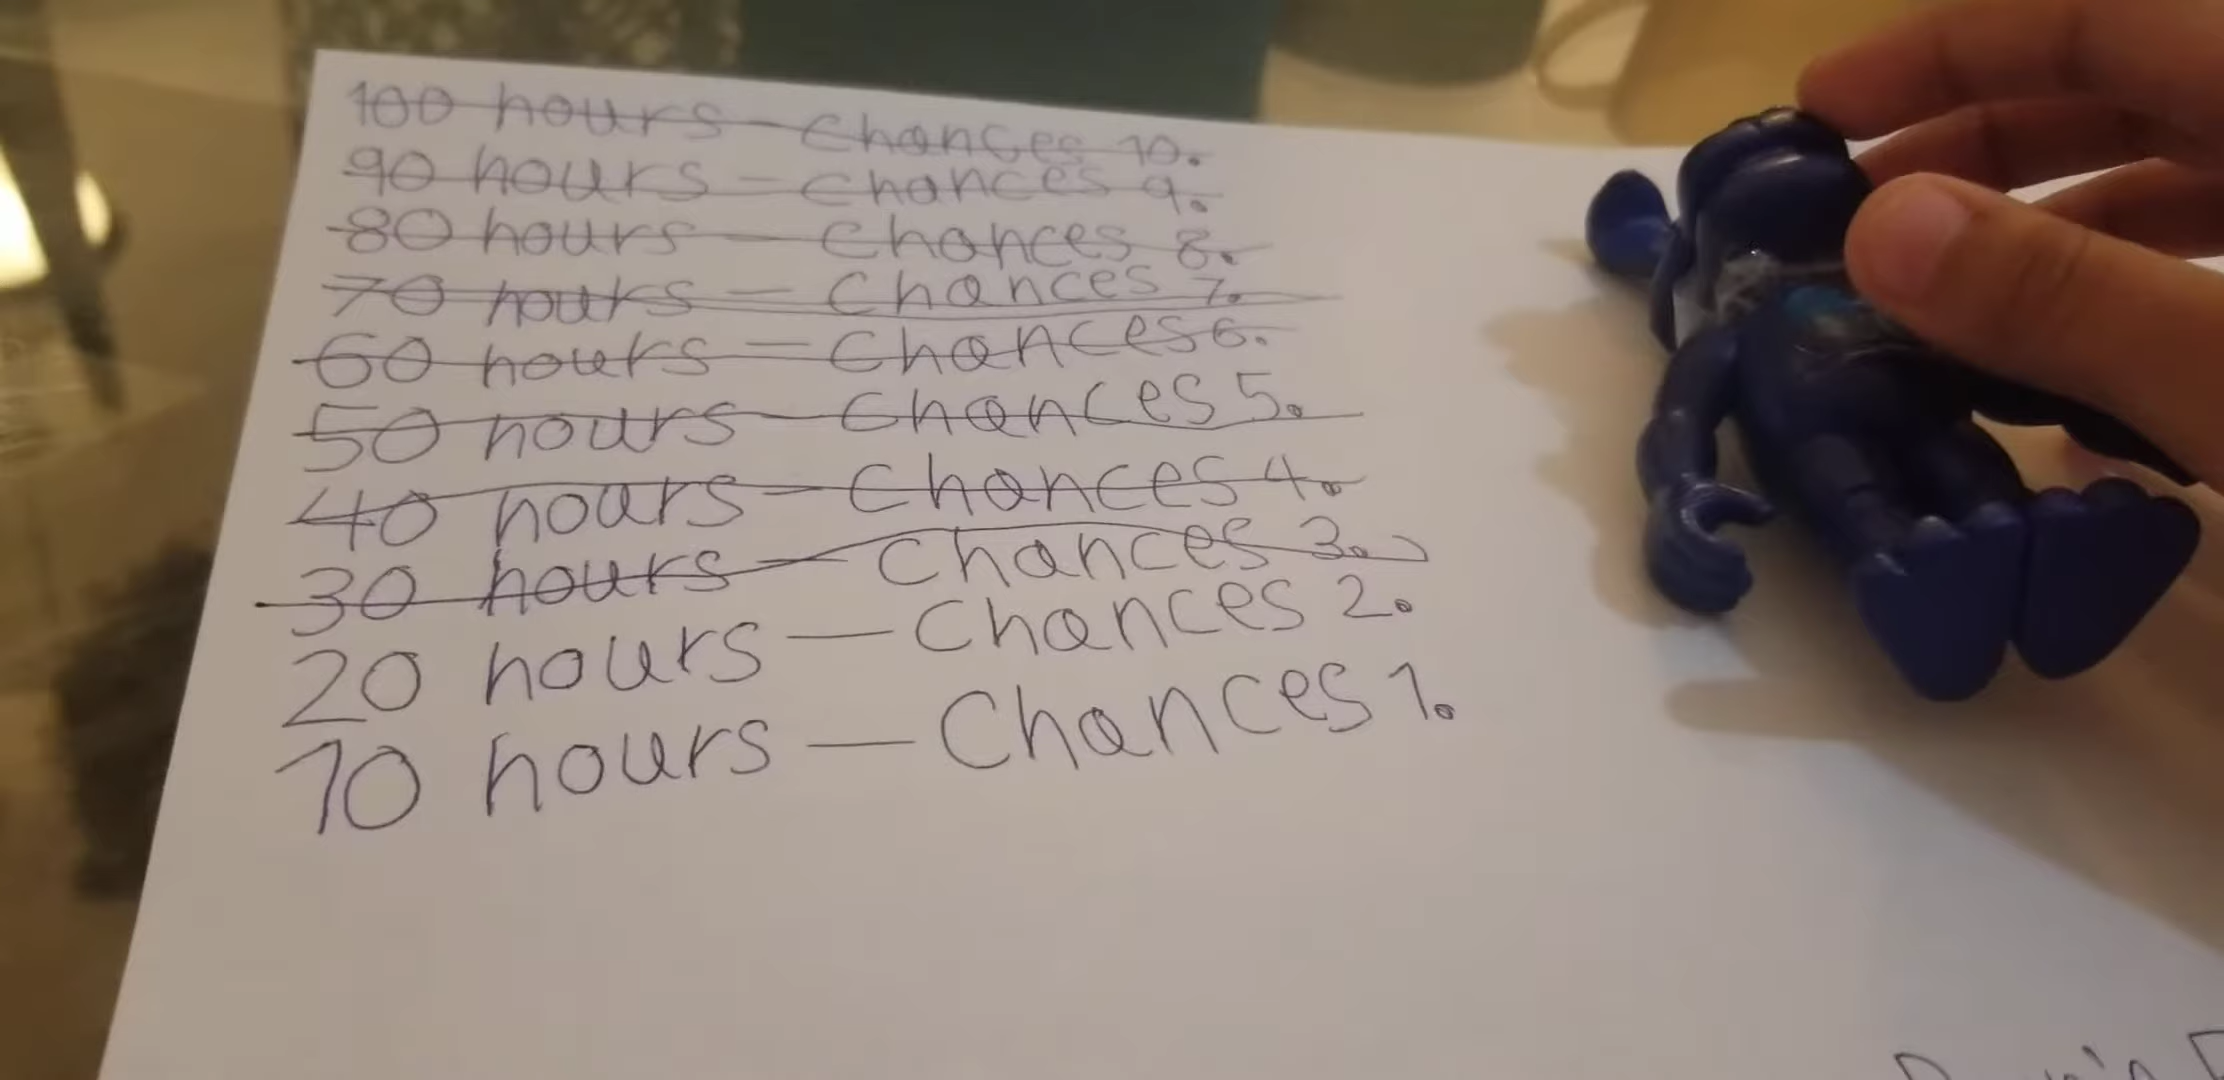 100 hours - Chances 10.
90 hours - Chances 9.
80 hours - Chances 8.
70 hours - Chances 7.
60 hours - Chances 6.
50 hours - Chances 5.
40 hours - Chances 4.
30 hours - Chances 3.
20 hours - Chances 2.
10 hours - Chances 1.